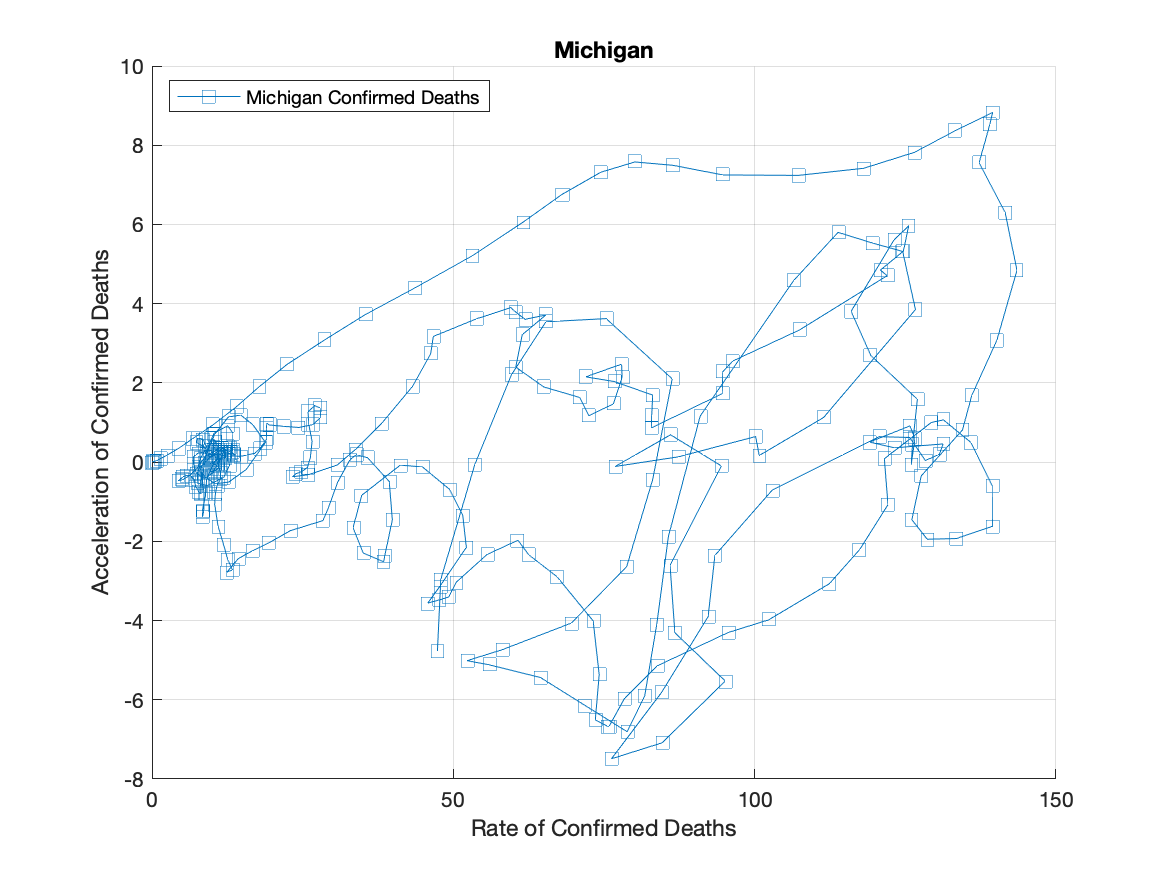 Michigan
10
8
6
4
2
0
-2
-4
-6
-8
Michigan Confirmed Deaths
Acceleration of Confirmed Deaths
0 50 100 150
Rate of Confirmed Deaths